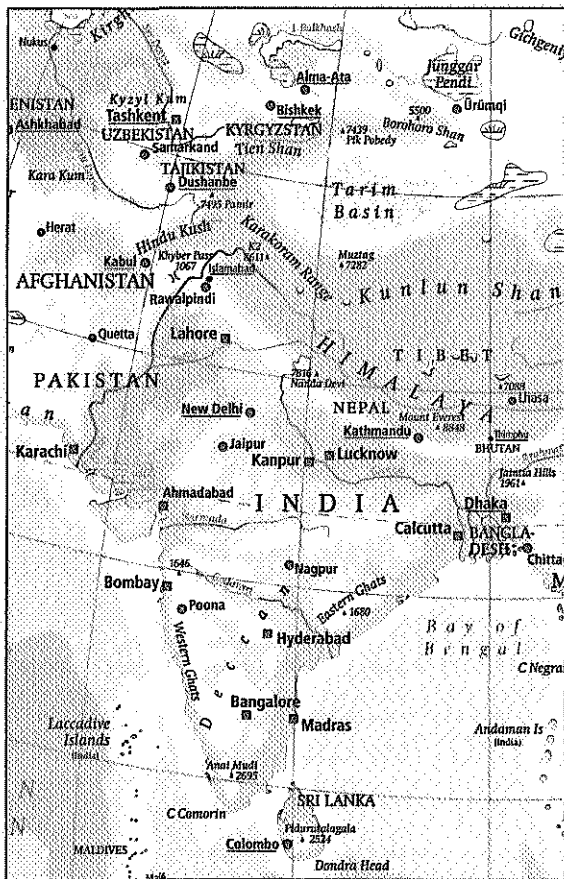 Nukus
Kirgh
L Balkhash
Gichgeniy
Alma-Ata
Junggar
Pendi
ENISTAN
Kyzyl Kum
Bishkek
Ürümqi
Ashkhabad
Tashkent
5500
UZBEKISTAN
KYRGYZSTAN
7439
Borohoro Shan
Samarkand
Tien Shan
Pik Pobedy
TAJIKISTAN
Kara Kum
Dushanbe
Tarim
Basin
7495 Pamir
Herat
Hindu Kush
Karakoram Range
K2
8611
Muztag
7282
Kabul
Khyber Pass
1067
Islamabad
Kunlun Shan
AFGHANISTAN
Rawalpindi
Quetta
Lahore
HIMALAYA
TIBET
PAKISTAN
7816
Nanda Devi
7088
Lhasa
New Delhi
NEPAL
an
Mount Everest
8848
Kathmandu
Thimphu
Karachi
Jaipur
Lucknow
BHUTAN
Kanpur
Jaintia Hills
1961
Ahmadabad
INDIA
Dhaka
Narmada
Calcutta
BANGLA-
DESH
Chitta
1646
Nagpur
Bombay
Godavari
M
Poona
Eastern Ghats
1680
Deccan
Hyderabad
Bay of
Bengal
Western Ghats
C Negrai
Bangalore
Madras
Laccadive
Islands
(India)
Andaman Is
(India)
Anai Mudi
2695
N
N
SRI LANKA
C Comorin
Pidurutalagala
2524
Colombo
MALDIVES
Dondra Head